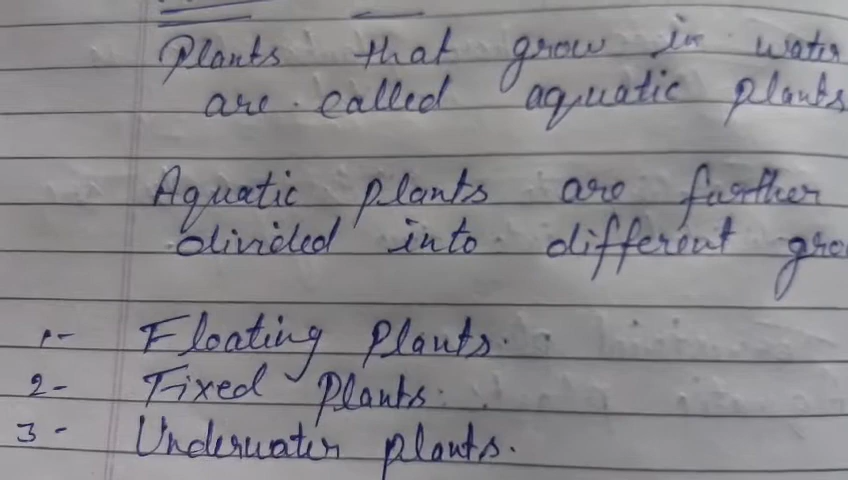 Plants that grow in water
are called aquatic plants
Aquatic plants are further
divided into different gro
1- Floating Plants.
2- Fixed Plants.
3- Underwater plants.